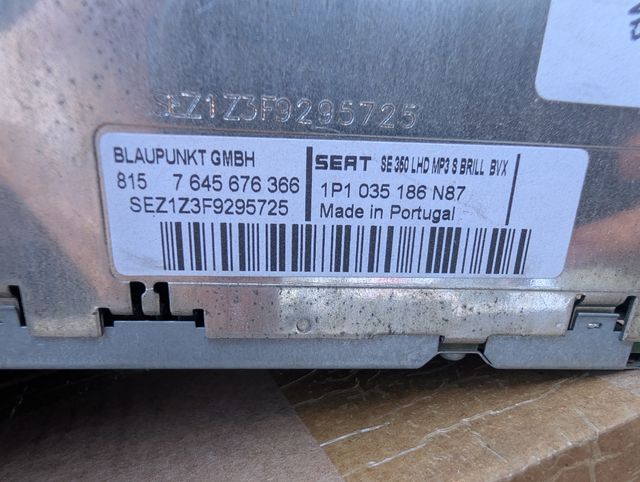 SEZ1Z3F9295725
BLAUPUNKT GMBH
815 7 645 676 366
SEZ1Z3F9295725
SEAT SE 360 LHD MP3 S BRILL BVX
1P1 035 186 N87
Made in Portugal